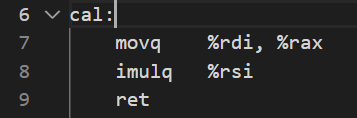 6 cal:
7 movq %rdi, %rax
8 imulq %rsi
9 ret